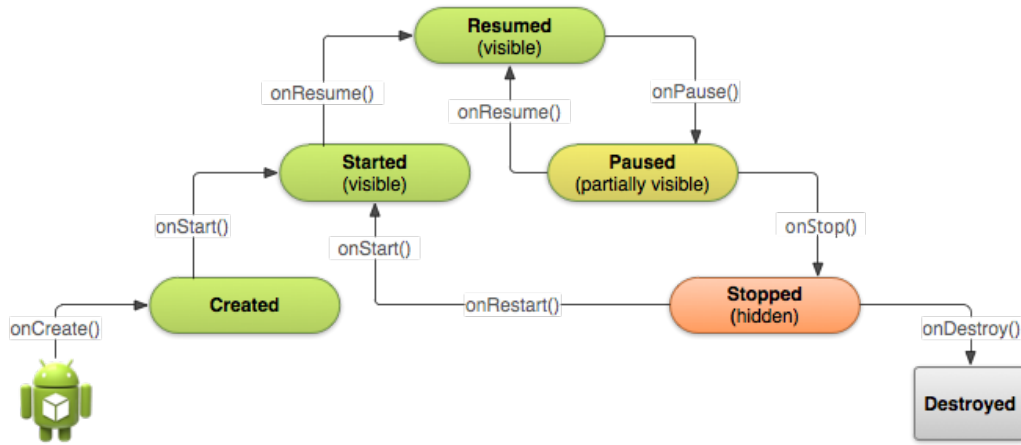 Resumed
(visible)
onResume()
onResume()
onPause()
Started
(visible)
Paused
(partially visible)
onStart()
onStart()
onStop()
Created
onRestart()
Stopped
(hidden)
onCreate()
onDestroy()
Destroyed